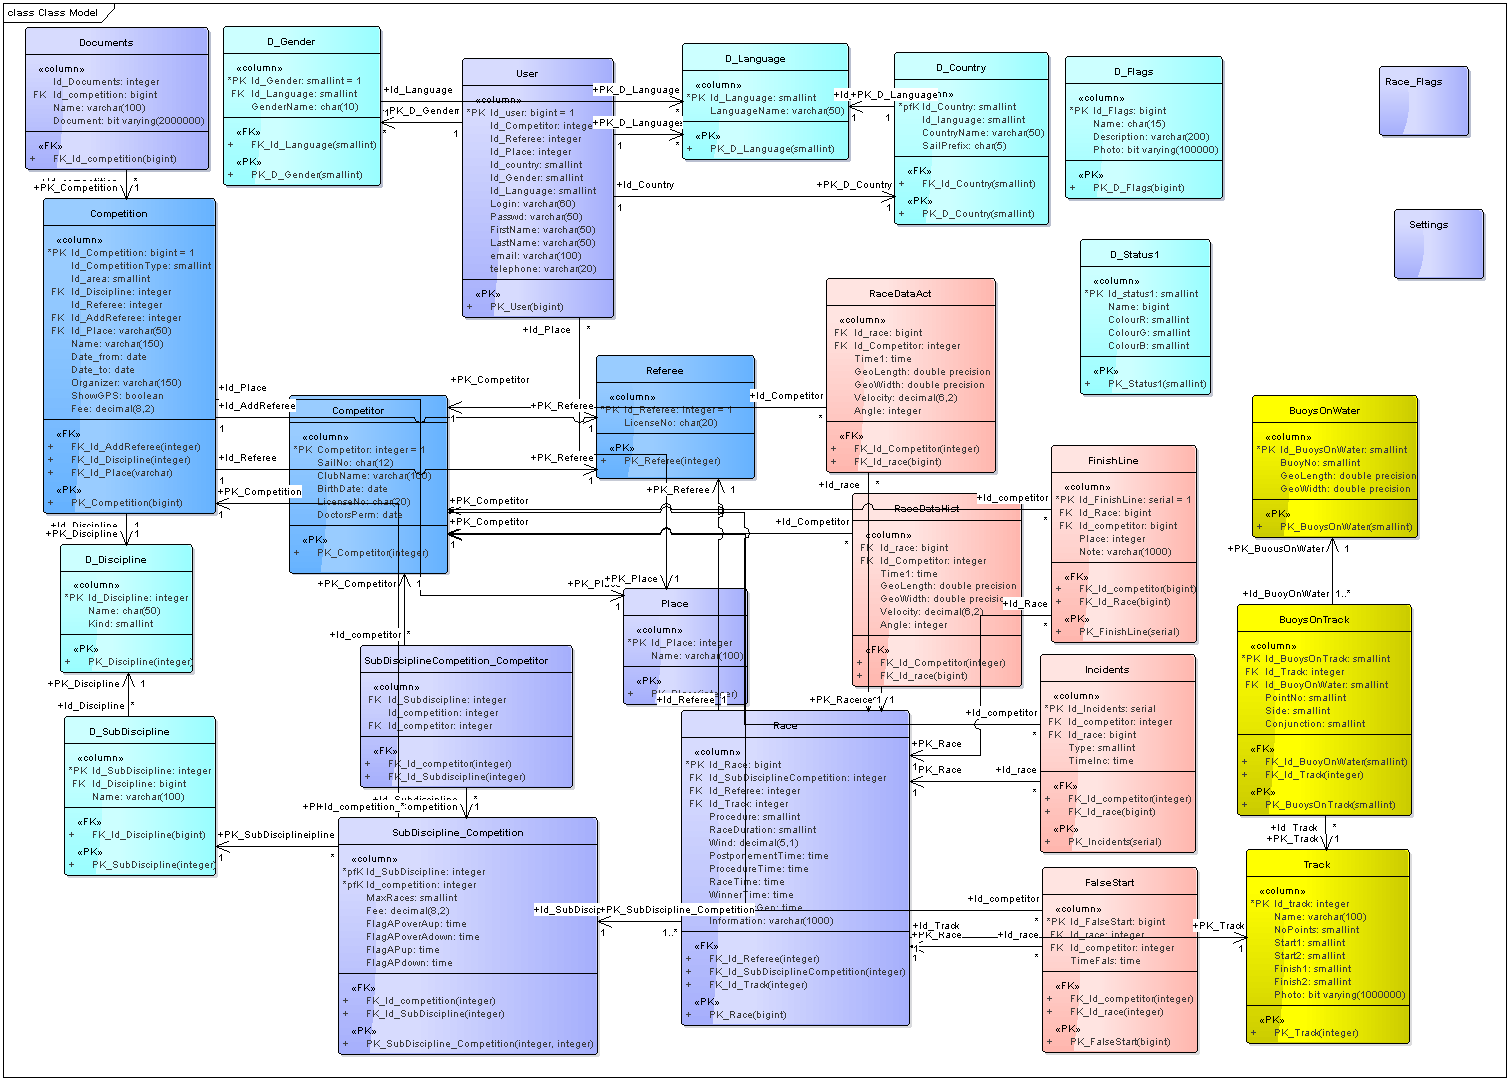 class Class Model
Documents
«column»
Id_Documents: integer
FK Id_competition: bigint
Name: varchar(100)
Document: bit varying(2000000)
«FK»
+ FK_Id_competition(bigint)
D_Gender
«column»
*PK Id_Gender: smallint = 1
FK Id_Language: smallint
GenderName: char(10)
«FK»
+ FK_Id_Language(smallint)
«PK»
+ PK_D_Gender(smallint)
User
«column»
*PK Id_user: bigint = 1
Id_Competitor: intege
Id_Referee: integer
Id_Place: integer
Id_country: smallint
Id_Gender: smallint
Id_Language: smallint
Login: varchar(60)
Passwd: varchar(50)
FirstName: varchar(50)
LastName: varchar(50)
email: varchar(100)
telephone: varchar(20)
«PK»
+ PK_User(bigint)
D_Language
«column»
*PK Id_Language: smallint
LanguageName: varchar(50)
«PK»
+ PK_D_Language(smallint)
D_Country
*pfK Id_Country: smallint
Id_language: smallint
CountryName: varchar(50)
SailPrefix: char(5)
«FK»
+ FK_Id_Country(smallint)
«PK»
+ PK_D_Country(smallint)
D_Flags
«column»
*PK Id_Flags: bigint
Name: char(15)
Description: varchar(200)
Photo: bit varying(100000)
«PK»
+ PK_D_Flags(bigint)
Race_Flags
Settings
D_Status1
«column»
*PK Id_status1: smallint
Name: bigint
ColourR: smallint
ColourG: smallint
ColourB: smallint
«PK»
+ PK_Status1(smallint)
+Id_Language
+PK_D_Language
+PK_D_Gender
+PK_D_Language
+PK_D_Language
+Id_Country
+PK_D_Country
+PK_Competition
Competition
«column»
*PK Id_Competition: bigint = 1
Id_CompetitionType: smallint
Id_area: smallint
FK Id_Discipline: integer
Id_Referee: integer
FK Id_AddReferee: integer
FK Id_Place: varchar(50)
Name: varchar(150)
Date_from: date
Date_to: date
Organizer: varchar(150)
ShowGPS: boolean
Fee: decimal(8,2)
«FK»
+ FK_Id_AddReferee(integer)
+ FK_Id_Discipline(integer)
+ FK_Id_Place(varchar)
«PK»
+ PK_Competition(bigint)
+Id_Place
+Id_AddReferee
+Id_Referee
+PK_Competition
+Id_Place
Competitor
«column»
*PK Competitor: integer = 1
SailNo: char(12)
ClubName: varchar(100)
BirthDate: date
LicenseNo: char(20)
DoctorsPerm: date
«PK»
+ PK_Competitor(integer)
Referee
«column»
*PK Id_Referee: integer = 1
LicenseNo: char(20)
«PK»
+ PK_Referee(integer)
+PK_Competitor
+PK_Referee
+PK_Referee
+PK_Referee
+PK_Competitor
+PK_Competitor
+Id_Competitor
RaceDataAct
«column»
FK Id_race: bigint
FK Id_Competitor: integer
Time1: time
GeoLength: double precision
GeoWidth: double precision
Velocity: decimal(6,2)
Angle: integer
«FK»
+ FK_Id_Competitor(integer)
+ FK_Id_race(bigint)
+Id_race
+Id_Competitor
RaceDataHist
«column»
FK Id_race: bigint
FK Id_Competitor: integer
Time1: time
GeoLength: double precision
GeoWidth: double precisic
Velocity: decimal(6,2)
Angle: integer
«FK»
+ FK_Id_Competitor(integer)
+ FK_Id_race(bigint)
+Id_competitor
FinishLine
«column»
*PK Id_FinishLine: serial = 1
FK Id_Race: bigint
FK Id_competitor: bigint
Place: integer
Note: varchar(1000)
«FK»
+ FK_Id_competitor(bigint)
+ FK_Id_Race(bigint)
«PK»
+ PK_FinishLine(serial)
+Id_Race
BuoysOnWater
«column»
*PK Id_BuoysOnWater: smallint
BuoyNo: smallint
GeoLength: double precision
GeoWidth: double precision
«PK»
+ PK_BuoysOnWater(smallint)
+PK_BuousOnWater
+Id_BuoyOnWater 1..*
BuoysOnTrack
«column»
*PK Id_BuoysOnTrack: smallint
FK Id_Track: integer
FK Id_BuoyOnWater: smallint
PointNo: smallint
Side: smallint
Conjunction: smallint
«FK»
+ FK_Id_BuoyOnWater(smallint)
+ FK_Id_Track(integer)
«PK»
+ PK_BuoysOnTrack(smallint)
+Id_Track *
+PK_Track 1
Track
«column»
*PK Id_track: integer
Name: varchar(100)
NoPoints: smallint
Start1: smallint
Start2: smallint
Finish1: smallint
Finish2: smallint
Photo: bit varying(1000000)
«PK»
+ PK_Track(integer)
+Id_Discipline
+PK_Discipline 1
D_Discipline
«column»
*PK Id_Discipline: integer
Name: char(50)
Kind: smallint
«PK»
+ PK_Discipline(integer)
+PK_Discipline 1
+Id_Discipline *
D_SubDiscipline
«column»
*PK Id_SubDiscipline: integer
FK Id_Discipline: bigint
Name: varchar(100)
«FK»
+ FK_Id_Discipline(bigint)
«PK»
+ PK_SubDiscipline(integer)
+PK_Competitor 1
+Id_competitor *
SubDisciplineCompetition_Competitor
«column»
FK Id_Subdiscipline: integer
Id_competition: integer
FK Id_competitor: integer
«FK»
+ FK_Id_competitor(integer)
+ FK_Id_Subdiscipline(integer)
+Id_Subdiscipline
SubDiscipline_Competition
«column»
*pfK Id_SubDiscipline: integer
*pfK Id_competition: integer
MaxRaces: smallint
Fee: decimal(8,2)
FlagAPoverAup: time
FlagAPoverAdown: time
FlagAPup: time
FlagAPdown: time
«FK»
+ FK_Id_competition(integer)
+ FK_Id_SubDiscipline(integer)
«PK»
+ PK_SubDiscipline_Competition(integer, integer)
+PK_Place 1
Place
«column»
*PK Id_Place: integer
Name: varchar(100)
«PK»
+ PK_Place(integer)
+Id_Referee
Race
«column»
*PK Id_Race: bigint
FK Id_SubDisciplineCompetition: integer
FK Id_Referee: integer
FK Id_Track: integer
Procedure: smallint
RaceDuration: smallint
Wind: decimal(5,1)
PostponementTime: time
ProcedureTime: time
RaceTime: time
WinnerTime: time
Information: varchar(1000)
«FK»
+ FK_Id_Referee(integer)
+ FK_Id_SubDisciplineCompetition(integer)
+ FK_Id_Track(integer)
«PK»
+ PK_Race(bigint)
+PK_SubDiscipline_Competition
1..*
+Id_competitor
+PK_Race
+PK_Race
+Id_race
Incidents
«column»
*PK Id_Incidents: serial
FK Id_competitor: integer
FK Id_race: bigint
Type: smallint
TimeInc: time
«FK»
+ FK_Id_competitor(integer)
+ FK_Id_race(bigint)
«PK»
+ PK_Incidents(serial)
+Id_competitor
+Id_Track
+PK_Race
+Id_race
+PK_Track
FalseStart
«column»
*PK Id_FalseStart: bigint
FK Id_race: integer
FK Id_competitor: integer
TimeFals: time
«FK»
+ FK_Id_competitor(integer)
+ FK_Id_race(integer)
«PK»
+ PK_FalseStart(bigint)